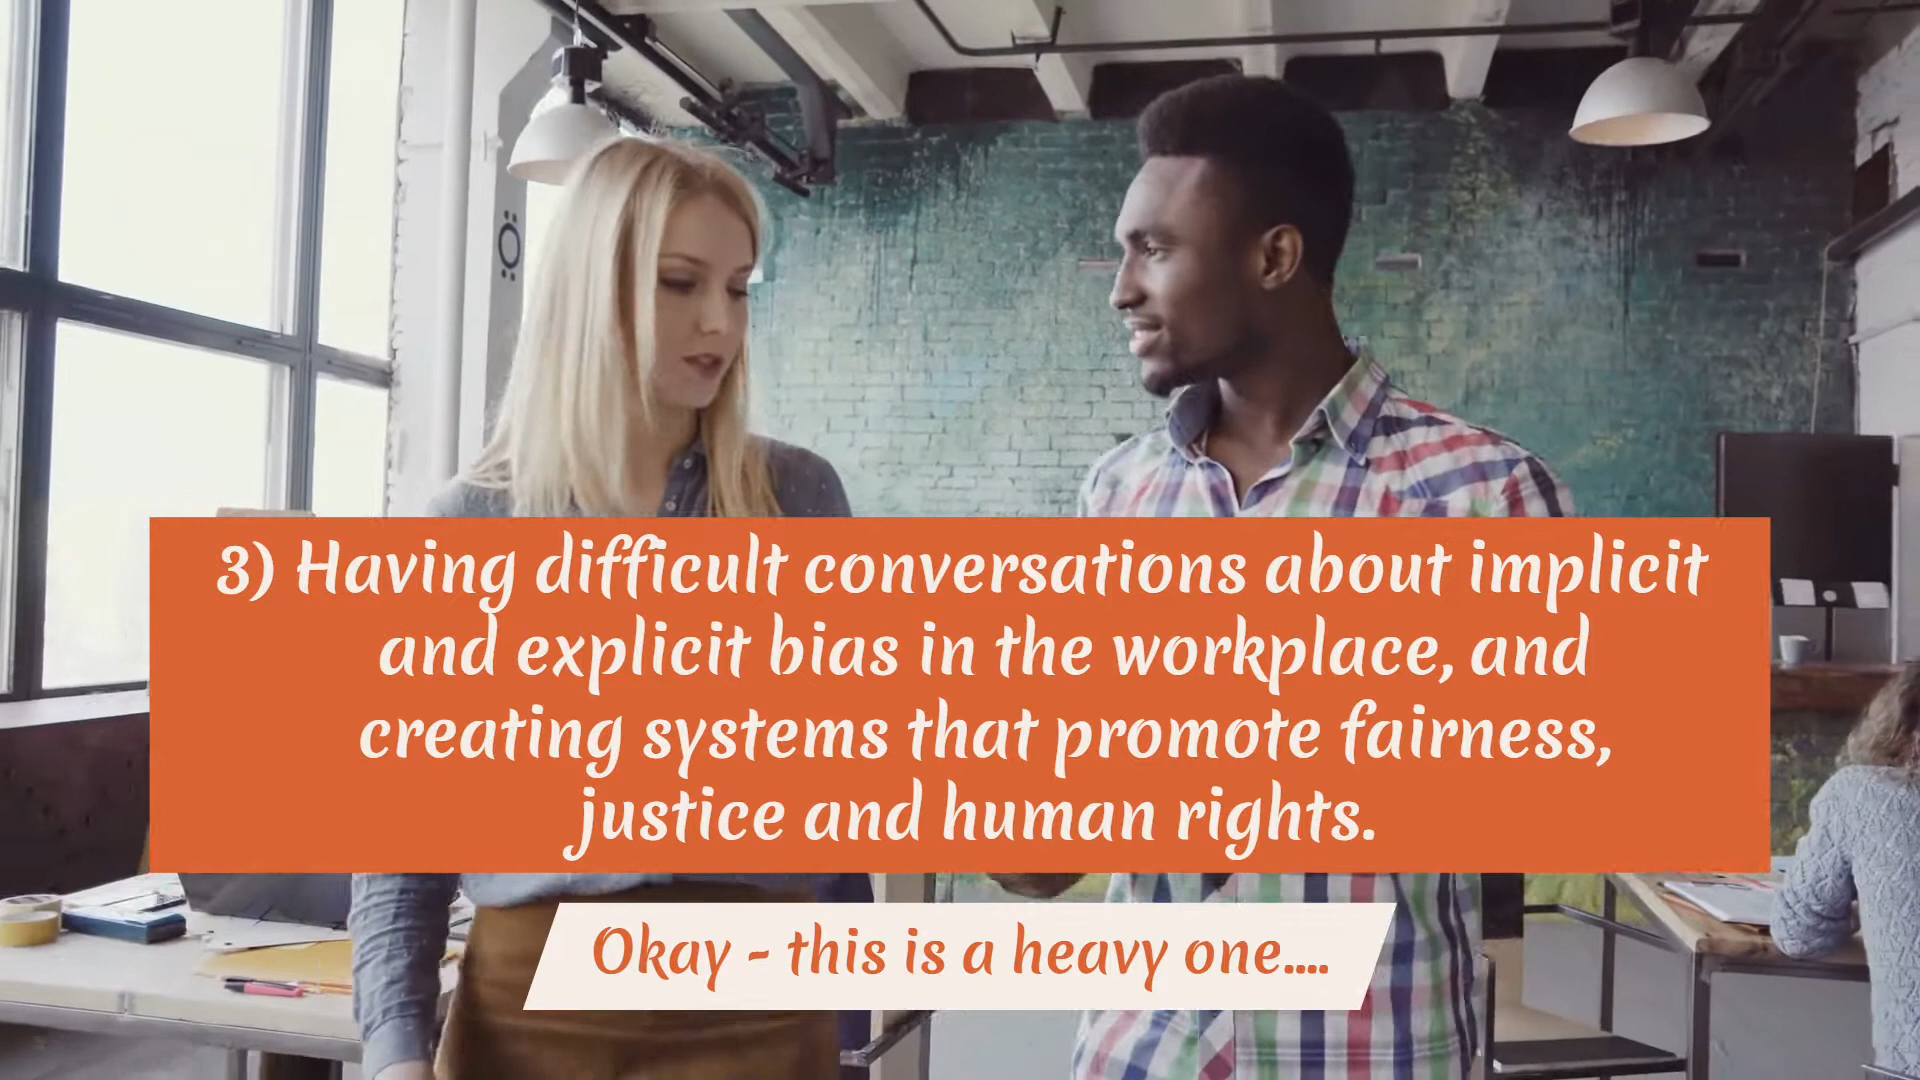 3) Having difficult conversations about implicit
and explicit bias in the workplace, and
creating systems that promote fairness,
justice and human rights.
Okay - this is a heavy one....